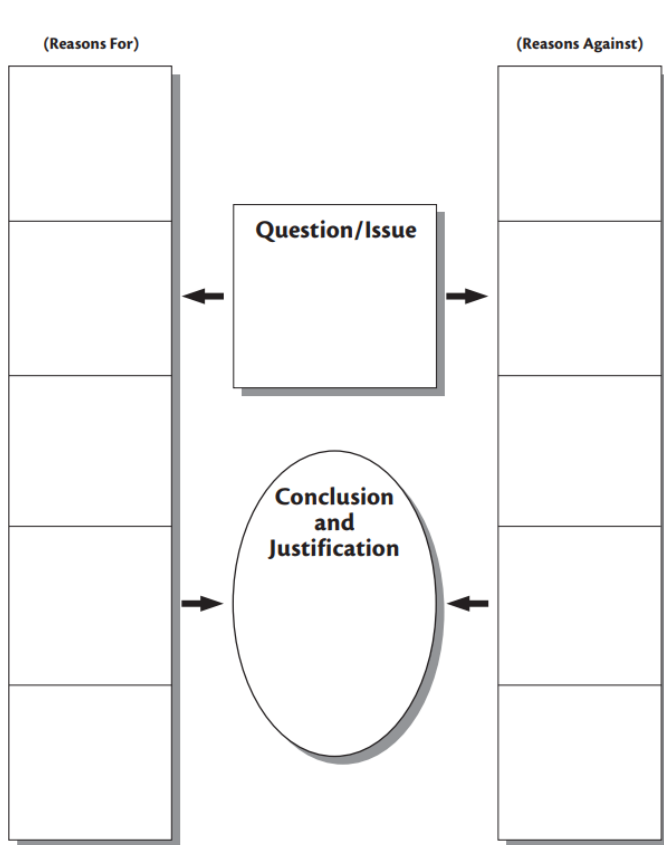 (Reasons For)
(Reasons Against)
Question/Issue
Conclusion
and
Justification